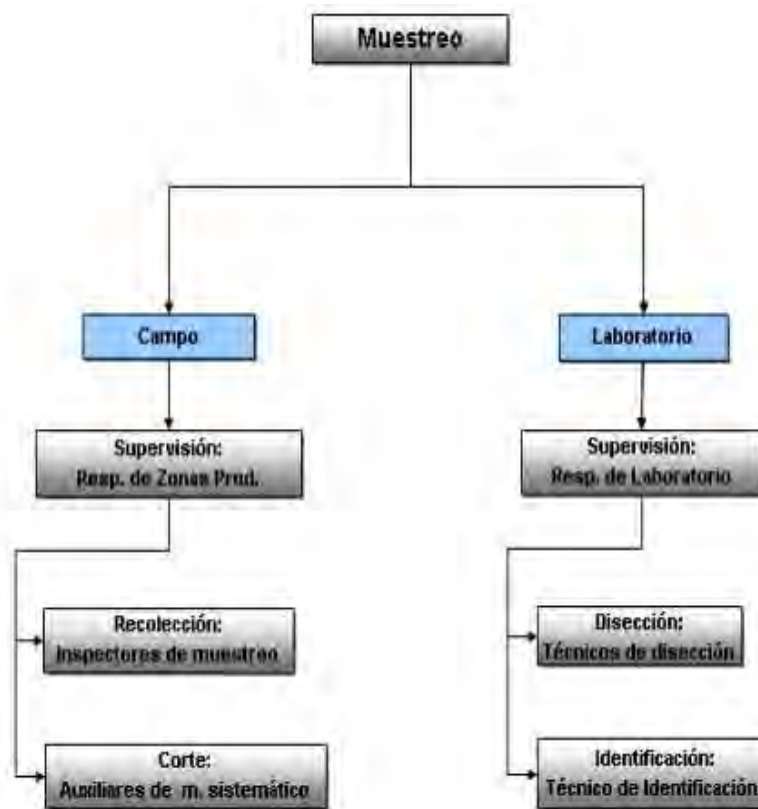 Muestreo
Campo
Laboratorio
Supervisión:
Resp. de Zonas Prod.
Supervisión:
Resp. de Laboratorio
Recolección:
Inspectores de muestreo
Disección:
Técnicos de disección
Corte:
Auxiliares de m. sistemático
Identificación:
Técnico de Identificación